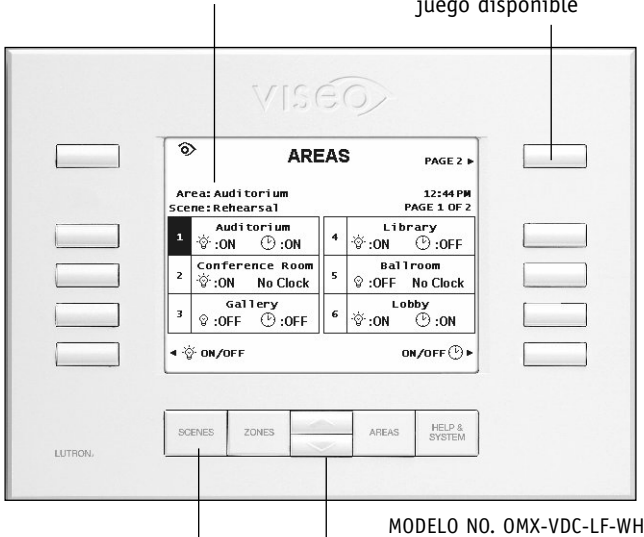 juego disponible
VISEO
AREAS
PAGE 2 ▸
Area: Auditorium 12:44 PM
Scene: Rehearsal PAGE 1 OF 2
1 Auditorium 4 Library
:ON :ON :ON :OFF
2 Conference Room 5 Ballroom
:ON No Clock :OFF No Clock
3 Gallery 6 Lobby
:OFF :OFF :ON :ON
◂ ON/OFF ON/OFF ▸
SCENES ZONES AREAS HELP & SYSTEM
LUTRON.
MODELO NO. OMX-VDC-LF-WH